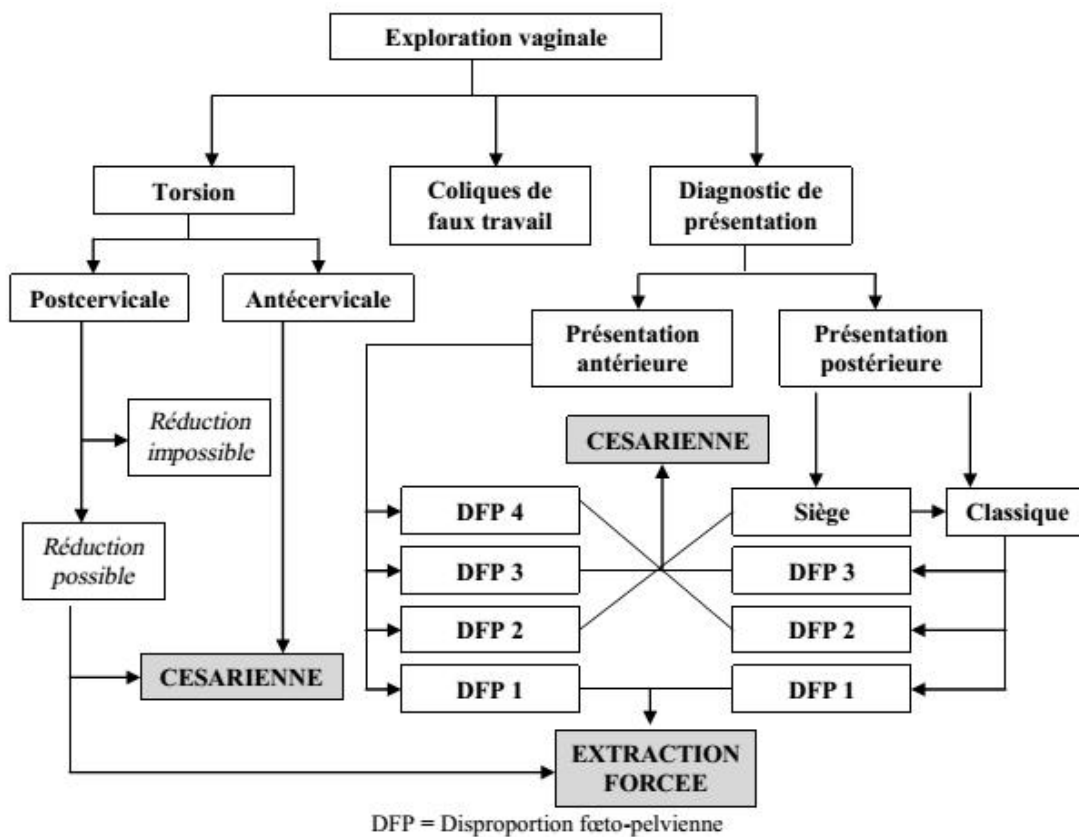 Exploration vaginale
Torsion
Coliques de
faux travail
Diagnostic de
présentation
Postcervicale
Antécervicale
Présentation
antérieure
Présentation
postérieure
Réduction
impossible
CESARIENNE
DFP 4
Siège
Classique
Réduction
possible
DFP 3
DFP 3
DFP 2
DFP 2
CESARIENNE
DFP 1
DFP 1
EXTRACTION
FORCEE
DFP = Disproportion fœto-pelvienne